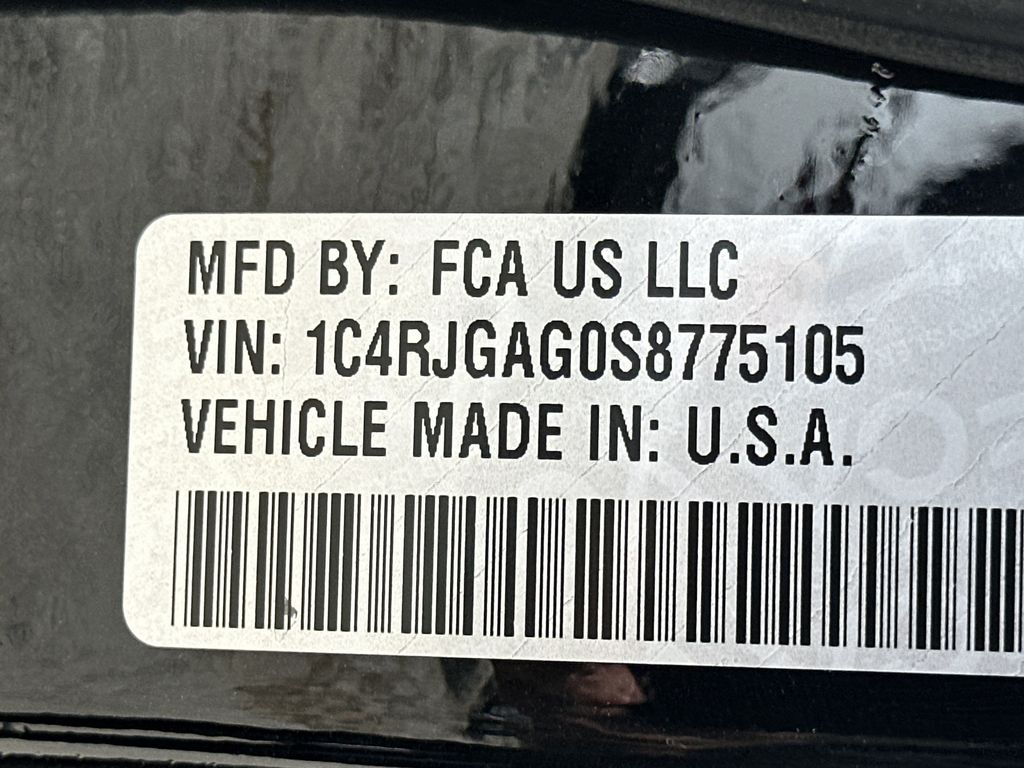 MFD BY: FCA US LLC
VIN: 1C4RJGAG0S8775105
VEHICLE MADE IN: U.S.A.